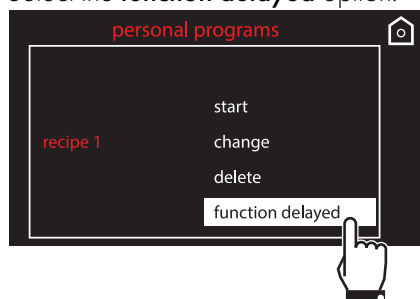 select the function delayed option.
personal programs
start
recipe 1
change
delete
function delayed